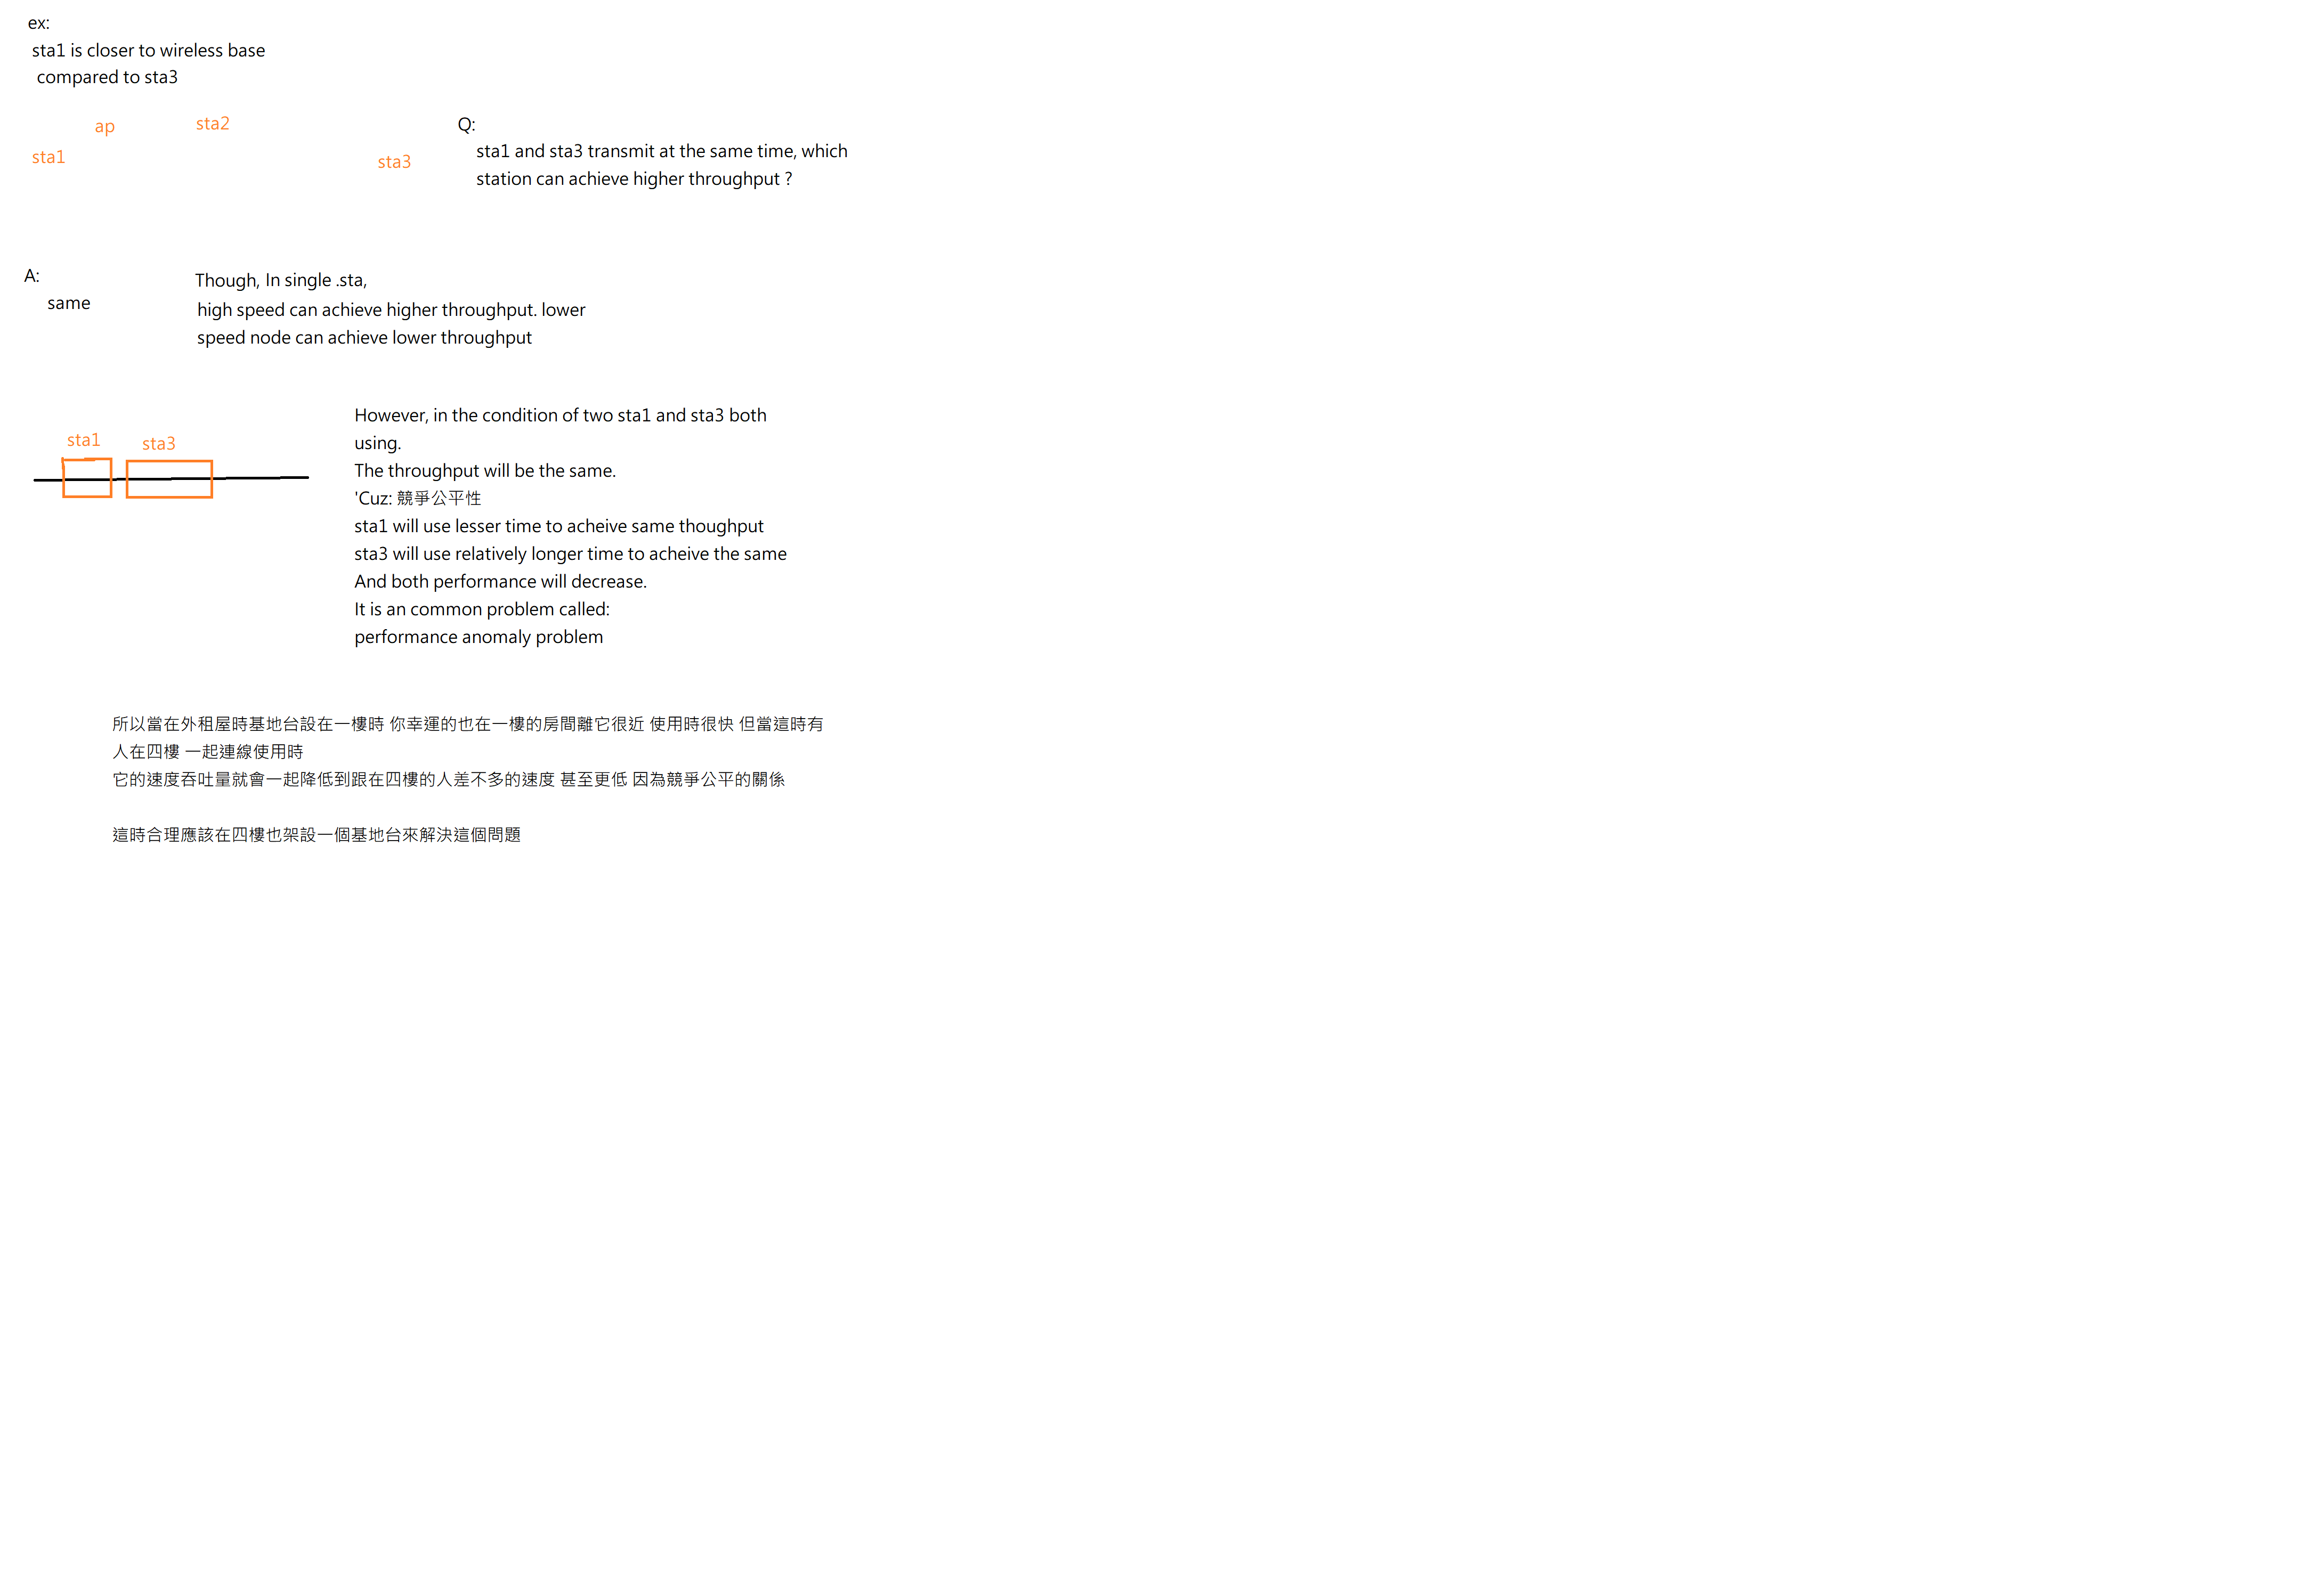 ex:
sta1 is closer to wireless base
compared to sta3
ap
sta2
sta1
sta3
Q:
sta1 and sta3 transmit at the same time, which
station can achieve higher throughput ?
A:
same
Though, In single .sta,
high speed can achieve higher throughput. lower
speed node can achieve lower throughput
sta1
sta3
However, in the condition of two sta1 and sta3 both
using.
The throughput will be the same.
'Cuz: 競爭公平性
sta1 will use lesser time to acheive same thoughput
sta3 will use relatively longer time to acheive the same
And both performance will decrease.
It is an common problem called:
performance anomaly problem
所以當在外租屋時基地台設在一樓時 你幸運的也在一樓的房間離它很近 使用時很快 但當這時有
人在四樓 一起連線使用時
它的速度吞吐量就會一起降低到跟在四樓的人差不多的速度 甚至更低 因為競爭公平的關係
這時合理應該在四樓也架設一個基地台來解決這個問題